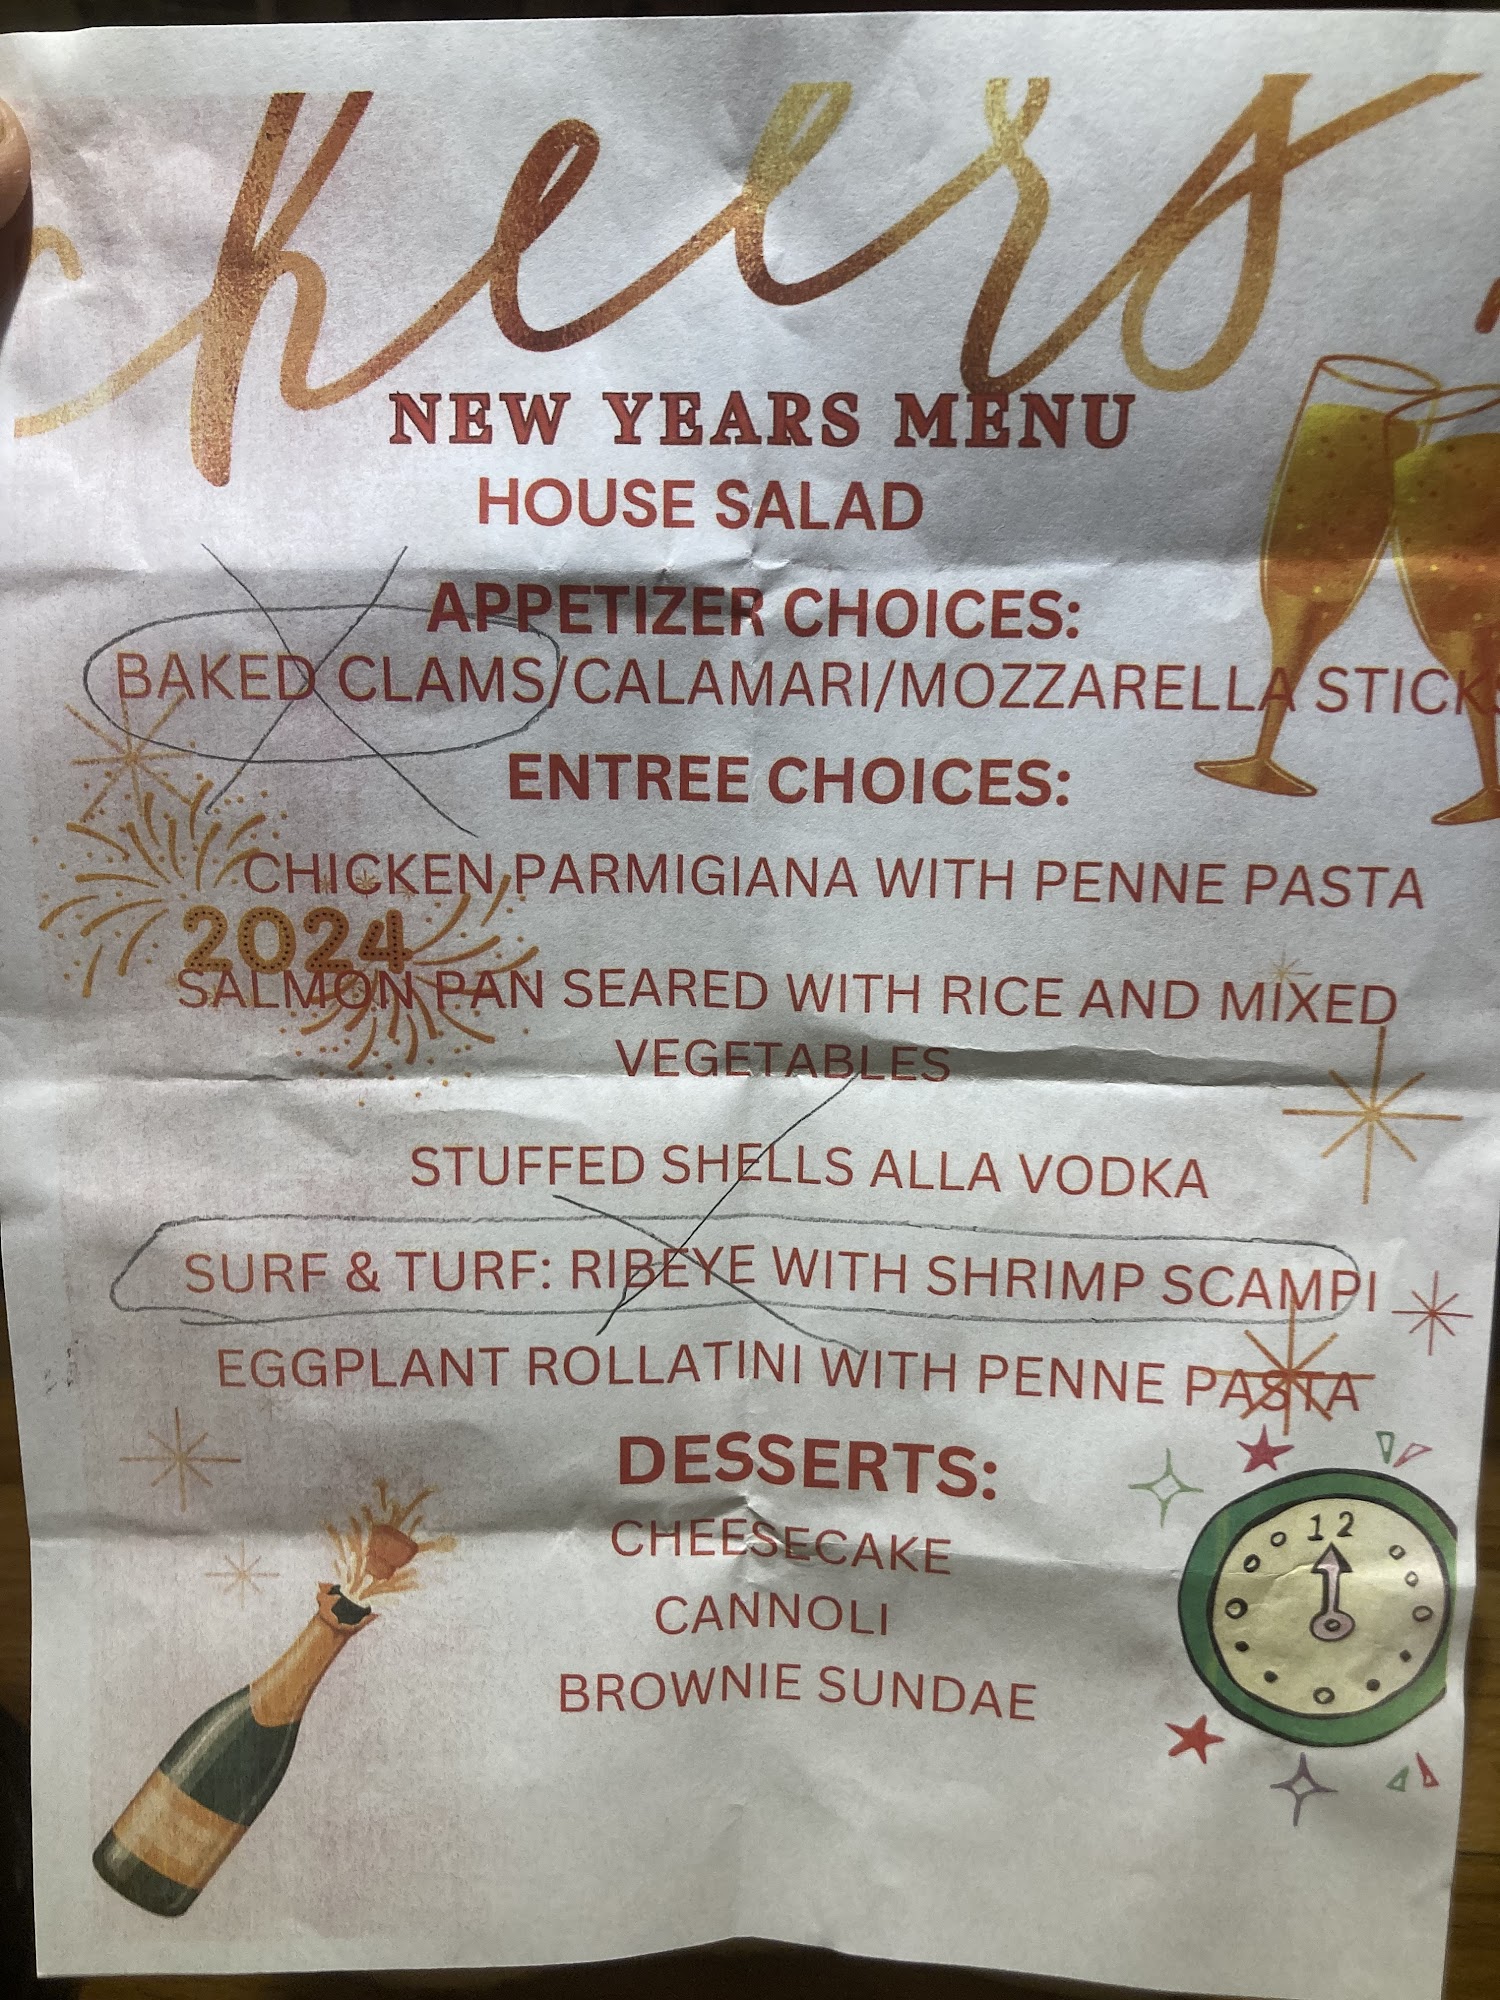 cheers
NEW YEARS MENU
HOUSE SALAD
APPETIZER CHOICES:
BAKED CLAMS/CALAMARI/MOZZARELLA STICKS
ENTREE CHOICES:
CHICKEN PARMIGIANA WITH PENNE PASTA
2024
SALMON PAN SEARED WITH RICE AND MIXED
VEGETABLES
STUFFED SHELLS ALLA VODKA
SURF & TURF: RIBEYE WITH SHRIMP SCAMPI
EGGPLANT ROLLATINI WITH PENNE PASTA
DESSERTS:
CHEESECAKE
12
CANNOLI
BROWNIE SUNDAE